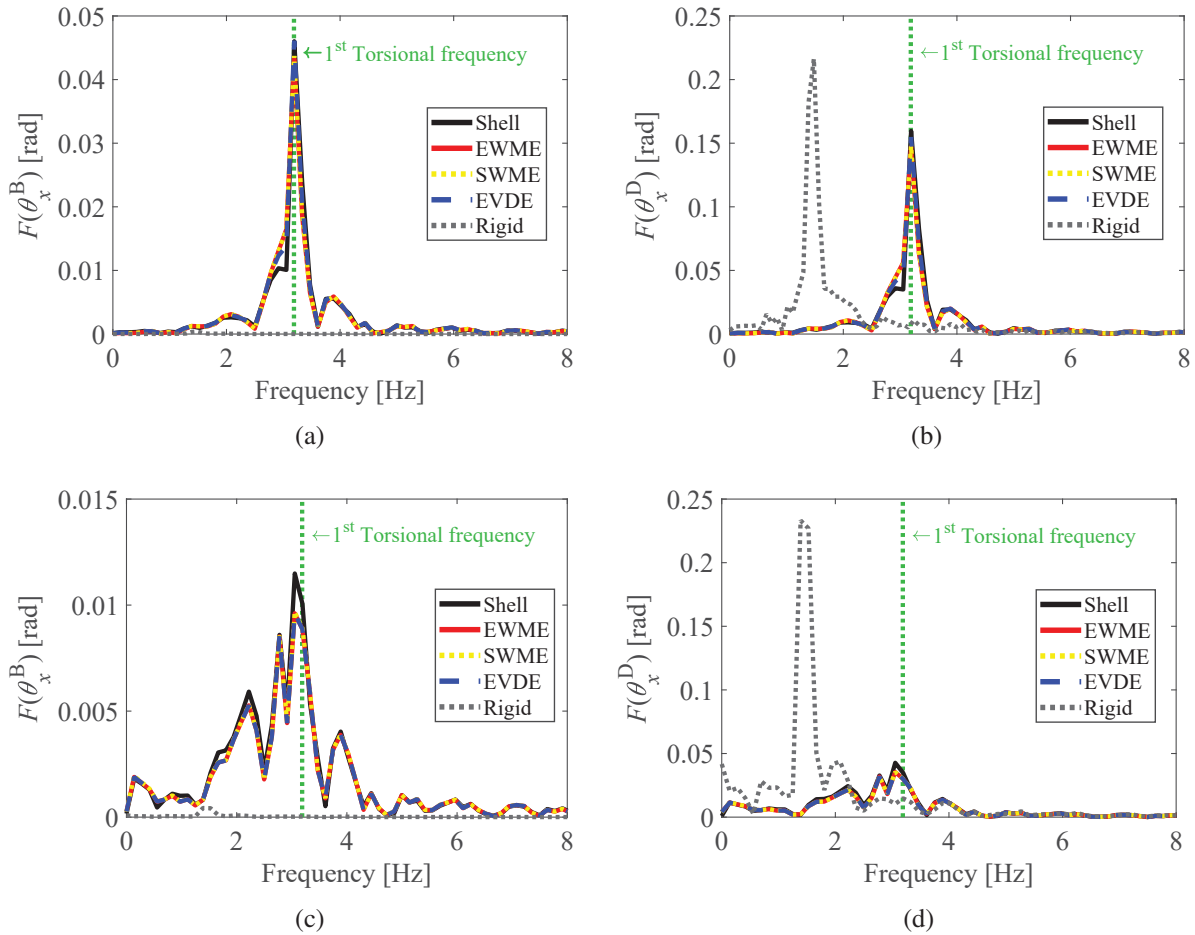 0.05
0.04
0.03
0.02
0.01
0
F(θ_x^B) [rad]
←1st Torsional frequency
Shell
EWME
SWME
EVDE
Rigid
0 2 4 6 8
Frequency [Hz]
(a)
0.25
0.2
0.15
0.1
0.05
0
F(θ_x^D) [rad]
←1st Torsional frequency
Shell
EWME
SWME
EVDE
Rigid
0 2 4 6 8
Frequency [Hz]
(b)
0.015
0.01
0.005
0
F(θ_x^B) [rad]
←1st Torsional frequency
Shell
EWME
SWME
EVDE
Rigid
0 2 4 6 8
Frequency [Hz]
(c)
0.25
0.2
0.15
0.1
0.05
0
F(θ_x^D) [rad]
←1st Torsional frequency
Shell
EWME
SWME
EVDE
Rigid
0 2 4 6 8
Frequency [Hz]
(d)